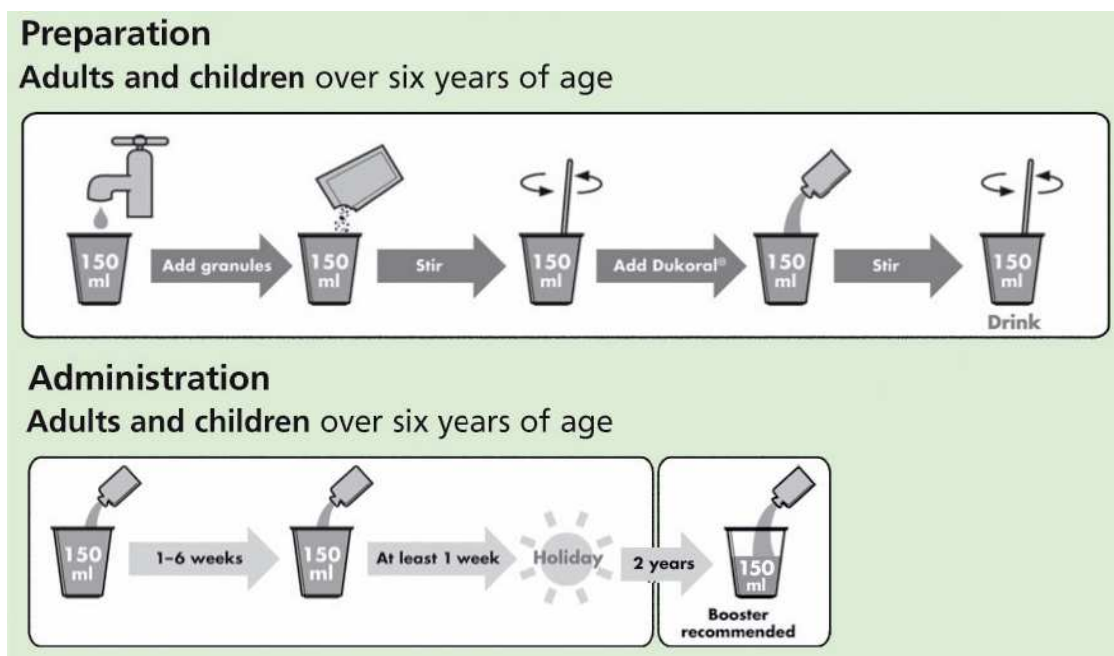 Preparation
Adults and children over six years of age
150 ml
Add granules
150 ml
Stir
150 ml
Add Dukoral®
150 ml
Stir
150 ml
Drink
Administration
Adults and children over six years of age
150 ml
1–6 weeks
150 ml
At least 1 week
Holiday
2 years
150 ml
Booster
recommended